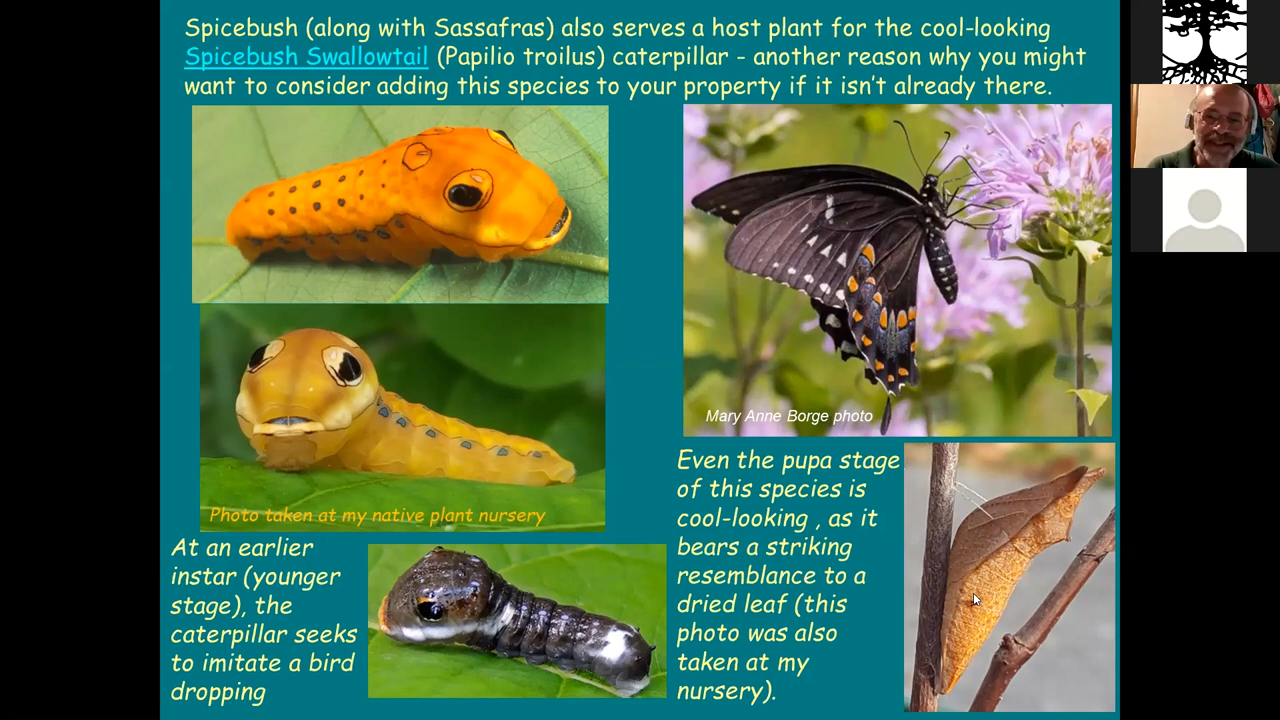 Spicebush (along with Sassafras) also serves a host plant for the cool-looking
Spicebush Swallowtail (Papilio troilus) caterpillar - another reason why you might
want to consider adding this species to your property if it isn't already there.
Mary Anne Borge photo
Photo taken at my native plant nursery
At an earlier
instar (younger
stage), the
caterpillar seeks
to imitate a bird
dropping
Even the pupa stage
of this species is
cool-looking , as it
bears a striking
resemblance to a
dried leaf (this
photo was also
taken at my
nursery).